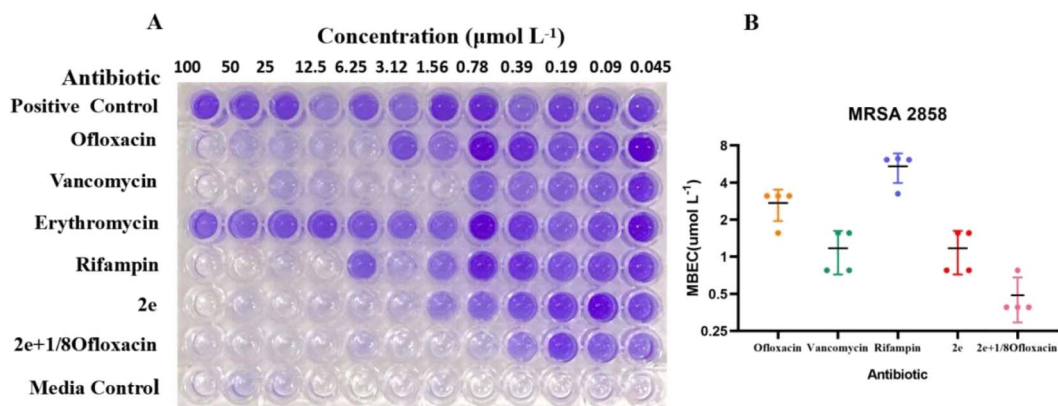 A
Concentration (μmol L-1)
Antibiotic
100 50 25 12.5 6.25 3.12 1.56 0.78 0.39 0.19 0.09 0.045
Positive Control
Ofloxacin
Vancomycin
Erythromycin
Rifampin
2e
2e+1/8Ofloxacin
Media Control
B
MRSA 2858
MBEC(umol L-1)
8
4
2
1
0.5
0.25
Ofloxacin Vancomycin Rifampin 2e 2e+1/8Ofloxacin
Antibiotic